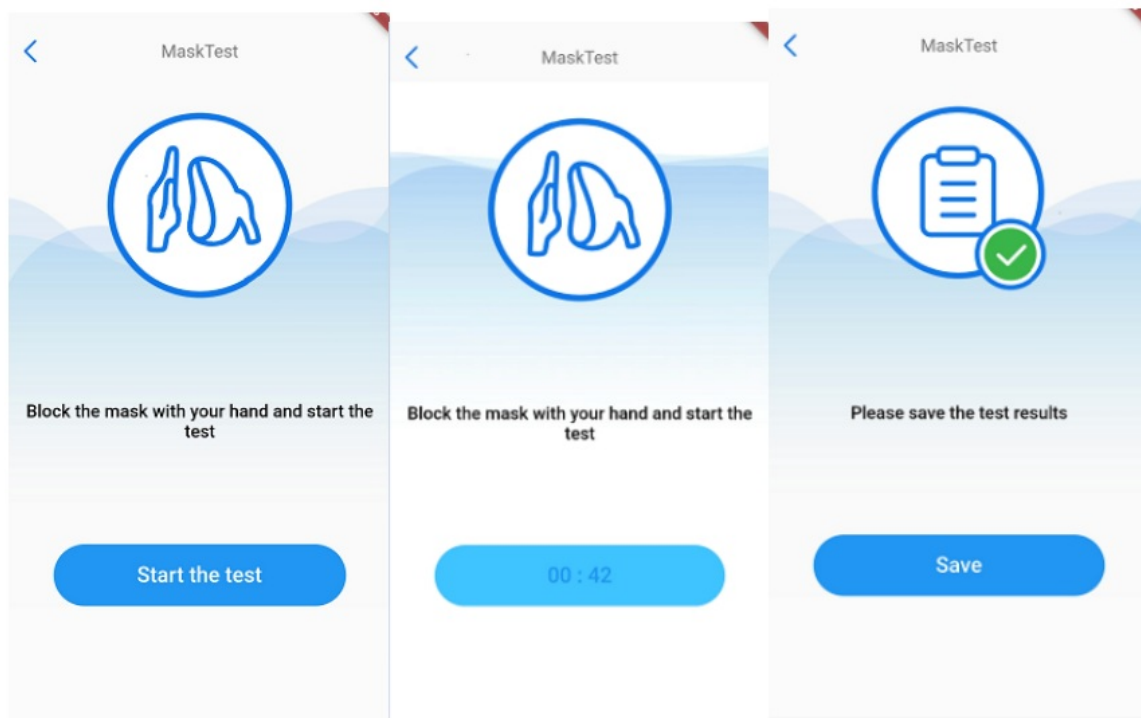 MaskTest
Block the mask with your hand and start the
test
Start the test
MaskTest
Block the mask with your hand and start the
test
00 : 42
MaskTest
Please save the test results
Save